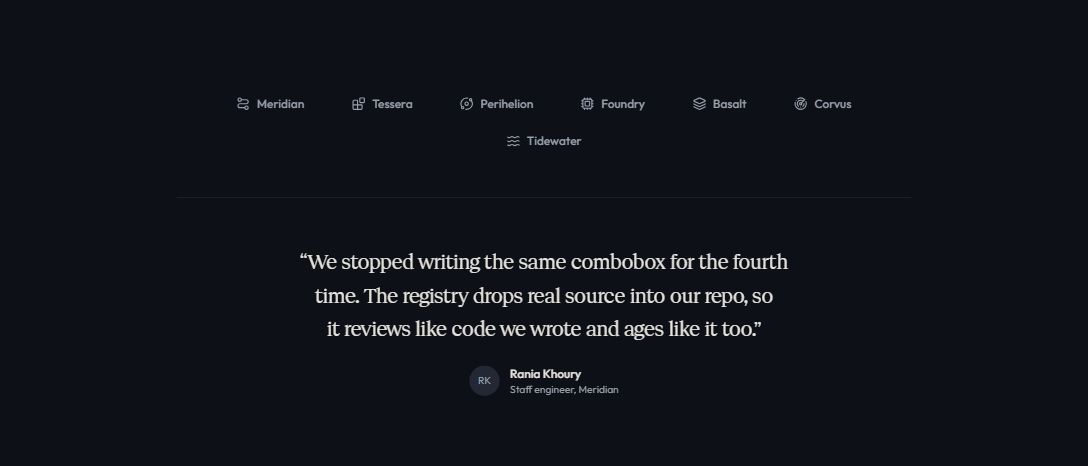 Meridian Tessera Perihelion Foundry Basalt Corvus
Tidewater
“We stopped writing the same combobox for the fourth
time. The registry drops real source into our repo, so
it reviews like code we wrote and ages like it too.”
RK
Rania Khoury
Staff engineer, Meridian